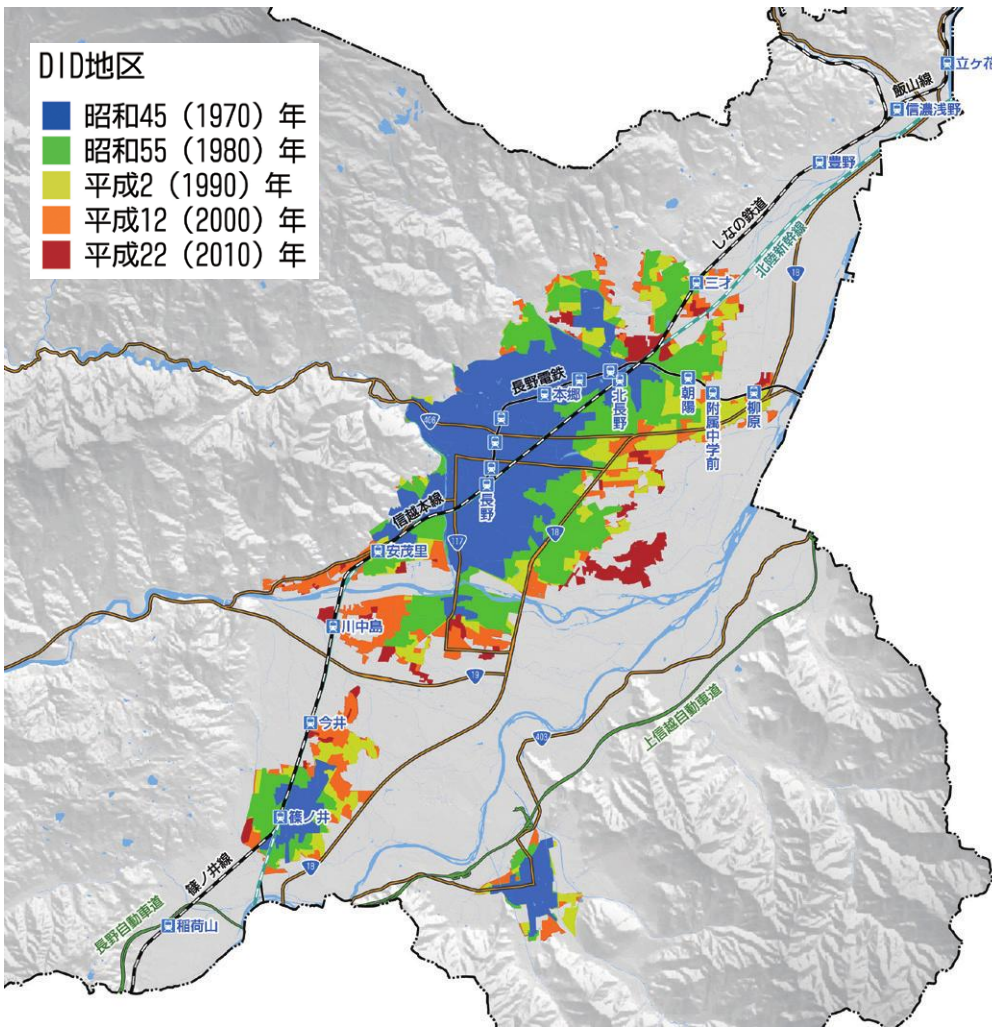 DID地区
昭和45（1970）年
昭和55（1980）年
平成2（1990）年
平成12（2000）年
平成22（2010）年
立ケ花
飯山線
信濃浅野
豊野
しなの鉄道
北陸新幹線
18
三才
長野電鉄
本郷
北長野
朝陽
附属中学前
柳原
406
長野
信越本線
117
18
安茂里
川中島
19
今井
403
上信越自動車道
篠ノ井
18
篠ノ井線
長野自動車道
稲荷山